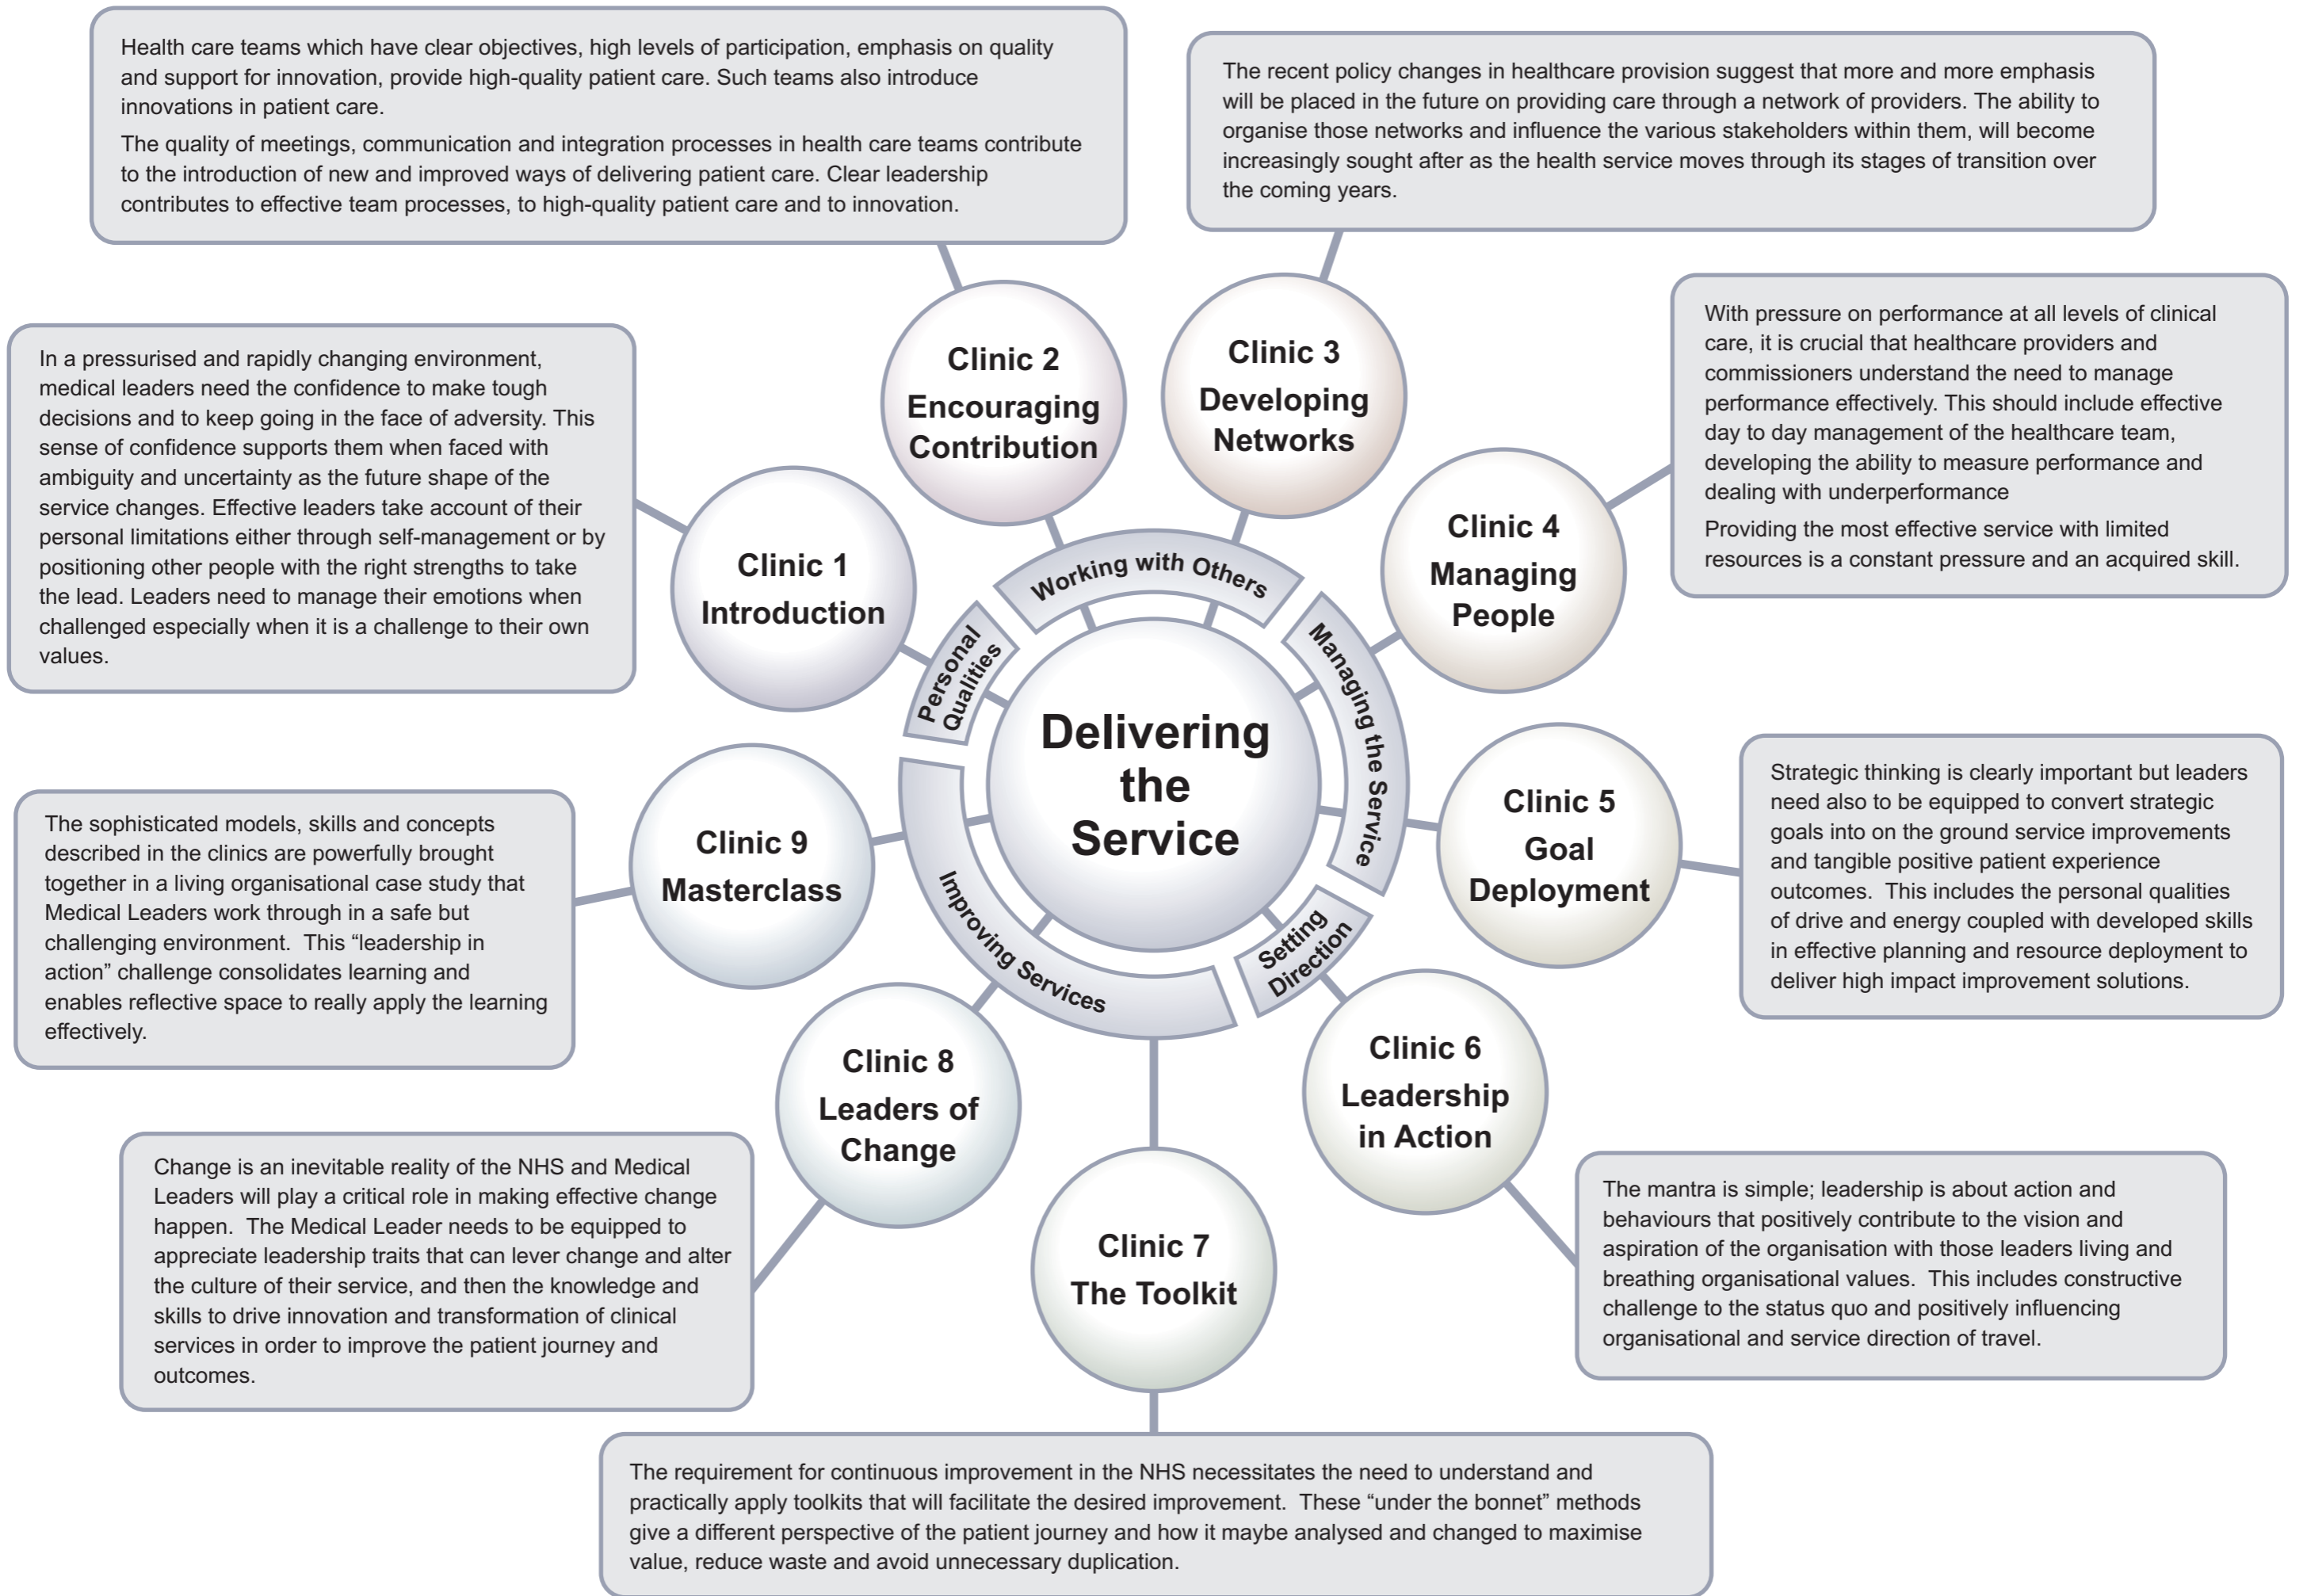 Health care teams which have clear objectives, high levels of participation, emphasis on quality
and support for innovation, provide high-quality patient care. Such teams also introduce
innovations in patient care.
The quality of meetings, communication and integration processes in health care teams contribute
to the introduction of new and improved ways of delivering patient care. Clear leadership
contributes to effective team processes, to high-quality patient care and to innovation.
The recent policy changes in healthcare provision suggest that more and more emphasis
will be placed in the future on providing care through a network of providers. The ability to
organise those networks and influence the various stakeholders within them, will become
increasingly sought after as the health service moves through its stages of transition over
the coming years.
In a pressurised and rapidly changing environment,
medical leaders need the confidence to make tough
decisions and to keep going in the face of adversity. This
sense of confidence supports them when faced with
ambiguity and uncertainty as the future shape of the
service changes. Effective leaders take account of their
personal limitations either through self-management or by
positioning other people with the right strengths to take
the lead. Leaders need to manage their emotions when
challenged especially when it is a challenge to their own
values.
Clinic 1
Introduction
Clinic 2
Encouraging
Contribution
Clinic 3
Developing
Networks
Clinic 4
Managing
People
With pressure on performance at all levels of clinical
care, it is crucial that healthcare providers and
commissioners understand the need to manage
performance effectively. This should include effective
day to day management of the healthcare team,
developing the ability to measure performance and
dealing with underperformance
Providing the most effective service with limited
resources is a constant pressure and an acquired skill.
Personal
Qualities
Working with Others
Managing the Service
Setting
Direction
Improving Services
Delivering
the
Service
Clinic 5
Goal
Deployment
Strategic thinking is clearly important but leaders
need also to be equipped to convert strategic
goals into on the ground service improvements
and tangible positive patient experience
outcomes.  This includes the personal qualities
of drive and energy coupled with developed skills
in effective planning and resource deployment to
deliver high impact improvement solutions.
The sophisticated models, skills and concepts
described in the clinics are powerfully brought
together in a living organisational case study that
Medical Leaders work through in a safe but
challenging environment.  This “leadership in
action” challenge consolidates learning and
enables reflective space to really apply the learning
effectively.
Clinic 9
Masterclass
Clinic 8
Leaders of
Change
Clinic 6
Leadership
in Action
Change is an inevitable reality of the NHS and Medical
Leaders will play a critical role in making effective change
happen.  The Medical Leader needs to be equipped to
appreciate leadership traits that can lever change and alter
the culture of their service, and then the knowledge and
skills to drive innovation and transformation of clinical
services in order to improve the patient journey and
outcomes.
Clinic 7
The Toolkit
The mantra is simple; leadership is about action and
behaviours that positively contribute to the vision and
aspiration of the organisation with those leaders living and
breathing organisational values.  This includes constructive
challenge to the status quo and positively influencing
organisational and service direction of travel.
The requirement for continuous improvement in the NHS necessitates the need to understand and
practically apply toolkits that will facilitate the desired improvement.  These “under the bonnet” methods
give a different perspective of the patient journey and how it maybe analysed and changed to maximise
value, reduce waste and avoid unnecessary duplication.